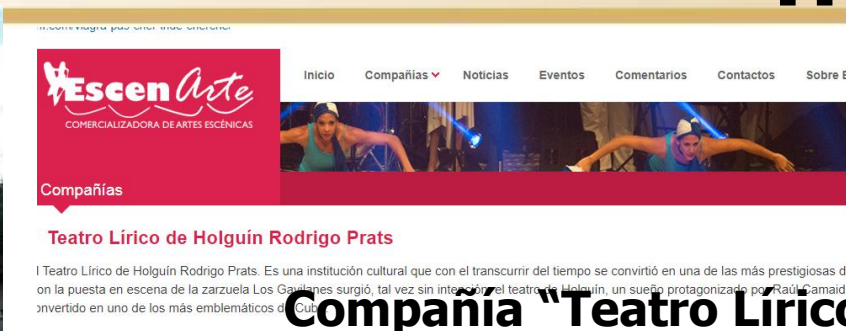 EscenArte
COMERCIALIZADORA DE ARTES ESCÉNICAS
Inicio Compañias Noticias Eventos Comentarios Contactos Sobre E
Compañías
Teatro Lírico de Holguín Rodrigo Prats
l Teatro Lírico de Holguín Rodrigo Prats. Es una institución cultural que con el transcurrir del tiempo se convirtió en una de las más prestigiosas d
on la puesta en escena de la zarzuela Los Gavilanes surgió, tal vez sin intención el teatro de Holguín, un sueño protagonizado por Raúl Camaid
onvertido en uno de los más emblemáticos de Cuba.
Compañía “Teatro Lírico